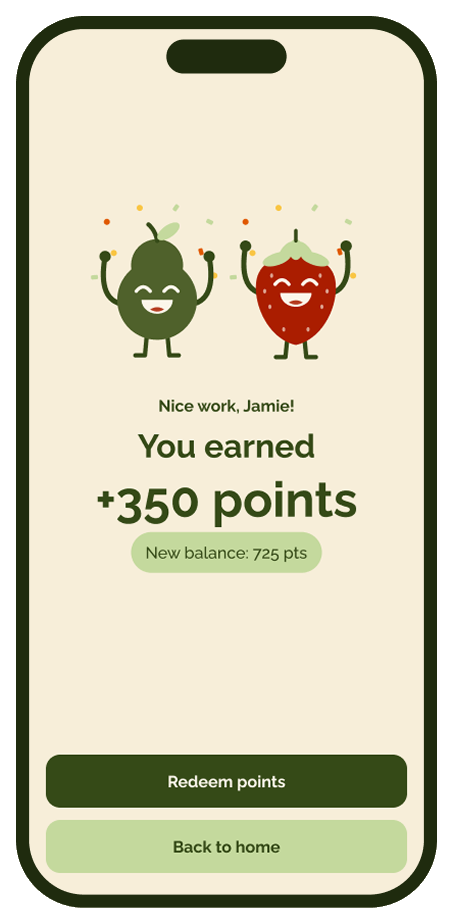 Nice work, Jamie!
You earned
+350 points
New balance: 725 pts
Redeem points
Back to home